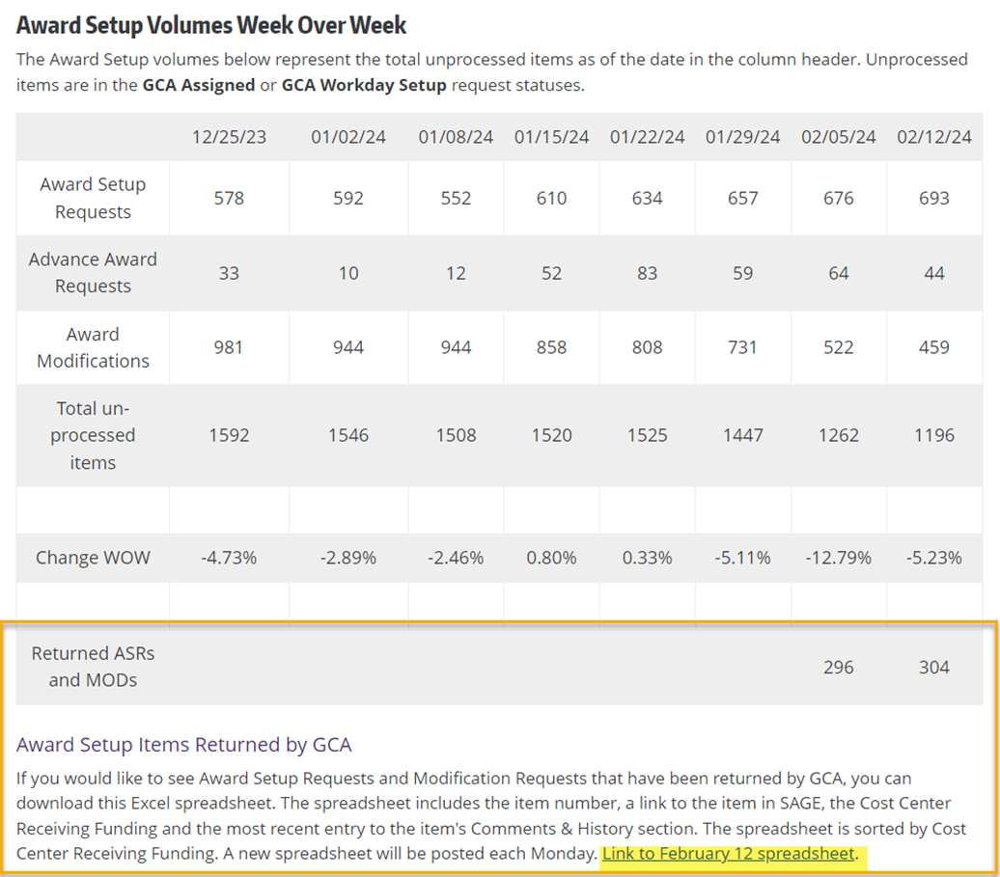 Award Setup Volumes Week Over Week
The Award Setup volumes below represent the total unprocessed items as of the date in the column header. Unprocessed
items are in the GCA Assigned or GCA Workday Setup request statuses.
12/25/23 01/02/24 01/08/24 01/15/24 01/22/24 01/29/24 02/05/24 02/12/24
Award Setup
Requests
578 592 552 610 634 657 676 693
Advance Award
Requests
33 10 12 52 83 59 64 44
Award
Modifications
981 944 944 858 808 731 522 459
Total un-
processed
items
1592 1546 1508 1520 1525 1447 1262 1196
Change WOW -4.73% -2.89% -2.46% 0.80% 0.33% -5.11% -12.79% -5.23%
Returned ASRs
and MODs
296 304
Award Setup Items Returned by GCA
If you would like to see Award Setup Requests and Modification Requests that have been returned by GCA, you can
download this Excel spreadsheet. The spreadsheet includes the item number, a link to the item in SAGE, the Cost Center
Receiving Funding and the most recent entry to the item's Comments & History section. The spreadsheet is sorted by Cost
Center Receiving Funding. A new spreadsheet will be posted each Monday. Link to February 12 spreadsheet.